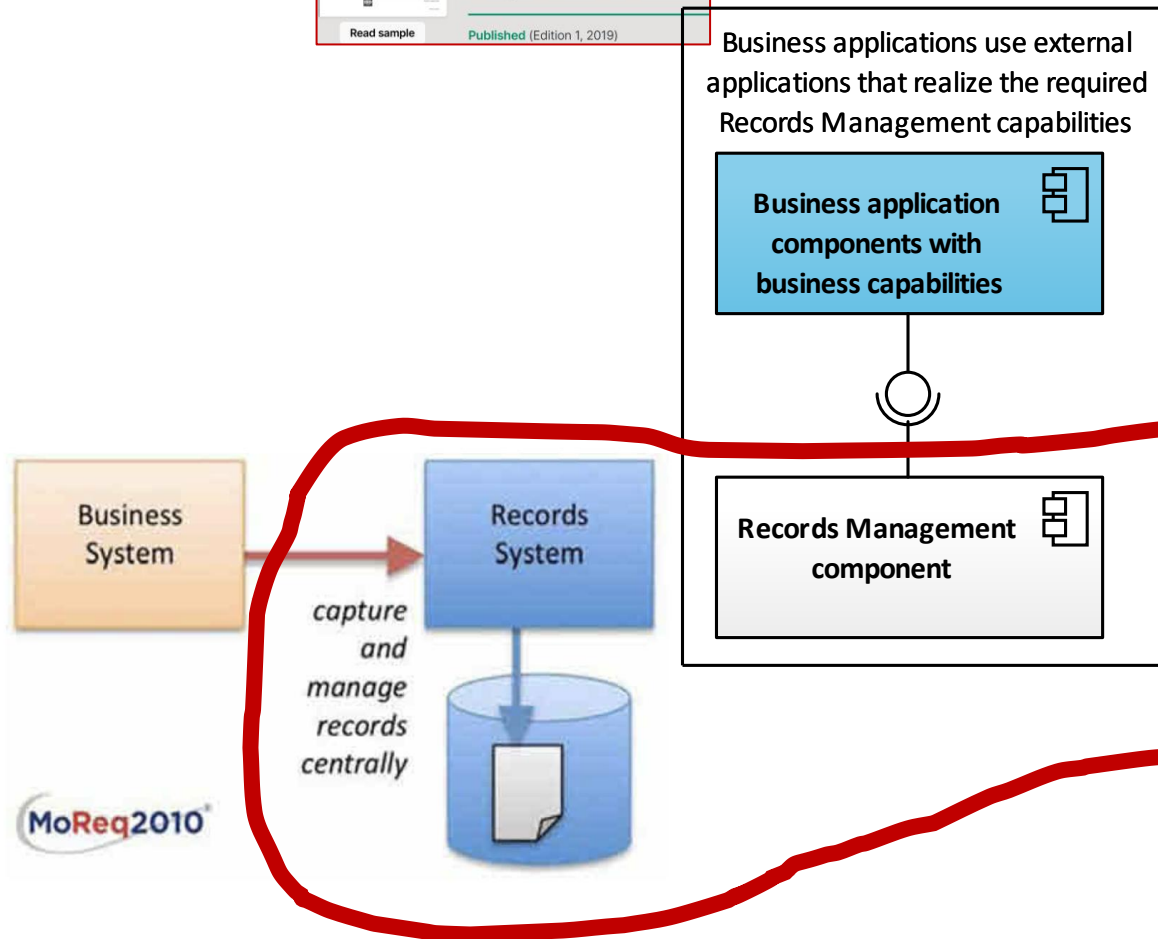 Read sample
Published (Edition 1, 2019)
Business applications use external
applications that realize the required
Records Management capabilities
Business application
components with
business capabilities
Records Management
component
Business
System
Records
System
capture
and
manage
records
centrally
MoReq2010®